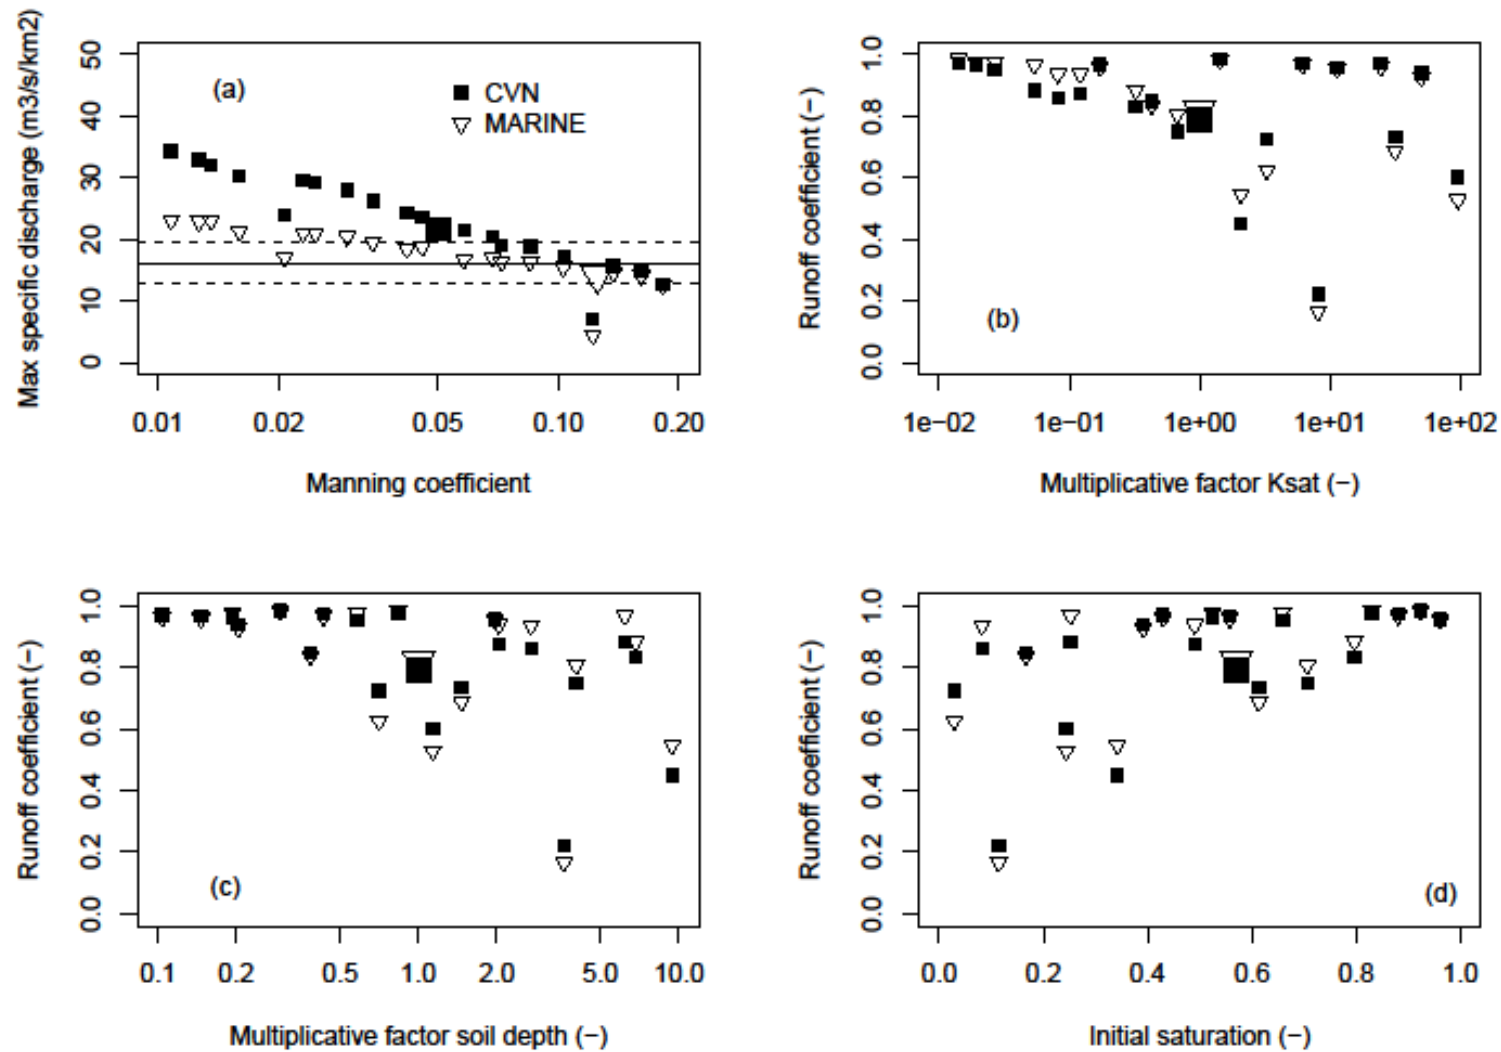 Max specific discharge (m3/s/km2)
50
40
30
20
10
0
(a)
CVN
MARINE
0.01 0.02 0.05 0.10 0.20
Manning coefficient
Runoff coefficient (−)
1.0
0.8
0.6
0.4
0.2
0.0
(b)
1e−02 1e−01 1e+00 1e+01 1e+02
Multiplicative factor Ksat (−)
Runoff coefficient (−)
1.0
0.8
0.6
0.4
0.2
0.0
(c)
0.1 0.2 0.5 1.0 2.0 5.0 10.0
Multiplicative factor soil depth (−)
Runoff coefficient (−)
1.0
0.8
0.6
0.4
0.2
0.0
(d)
0.0 0.2 0.4 0.6 0.8 1.0
Initial saturation (−)